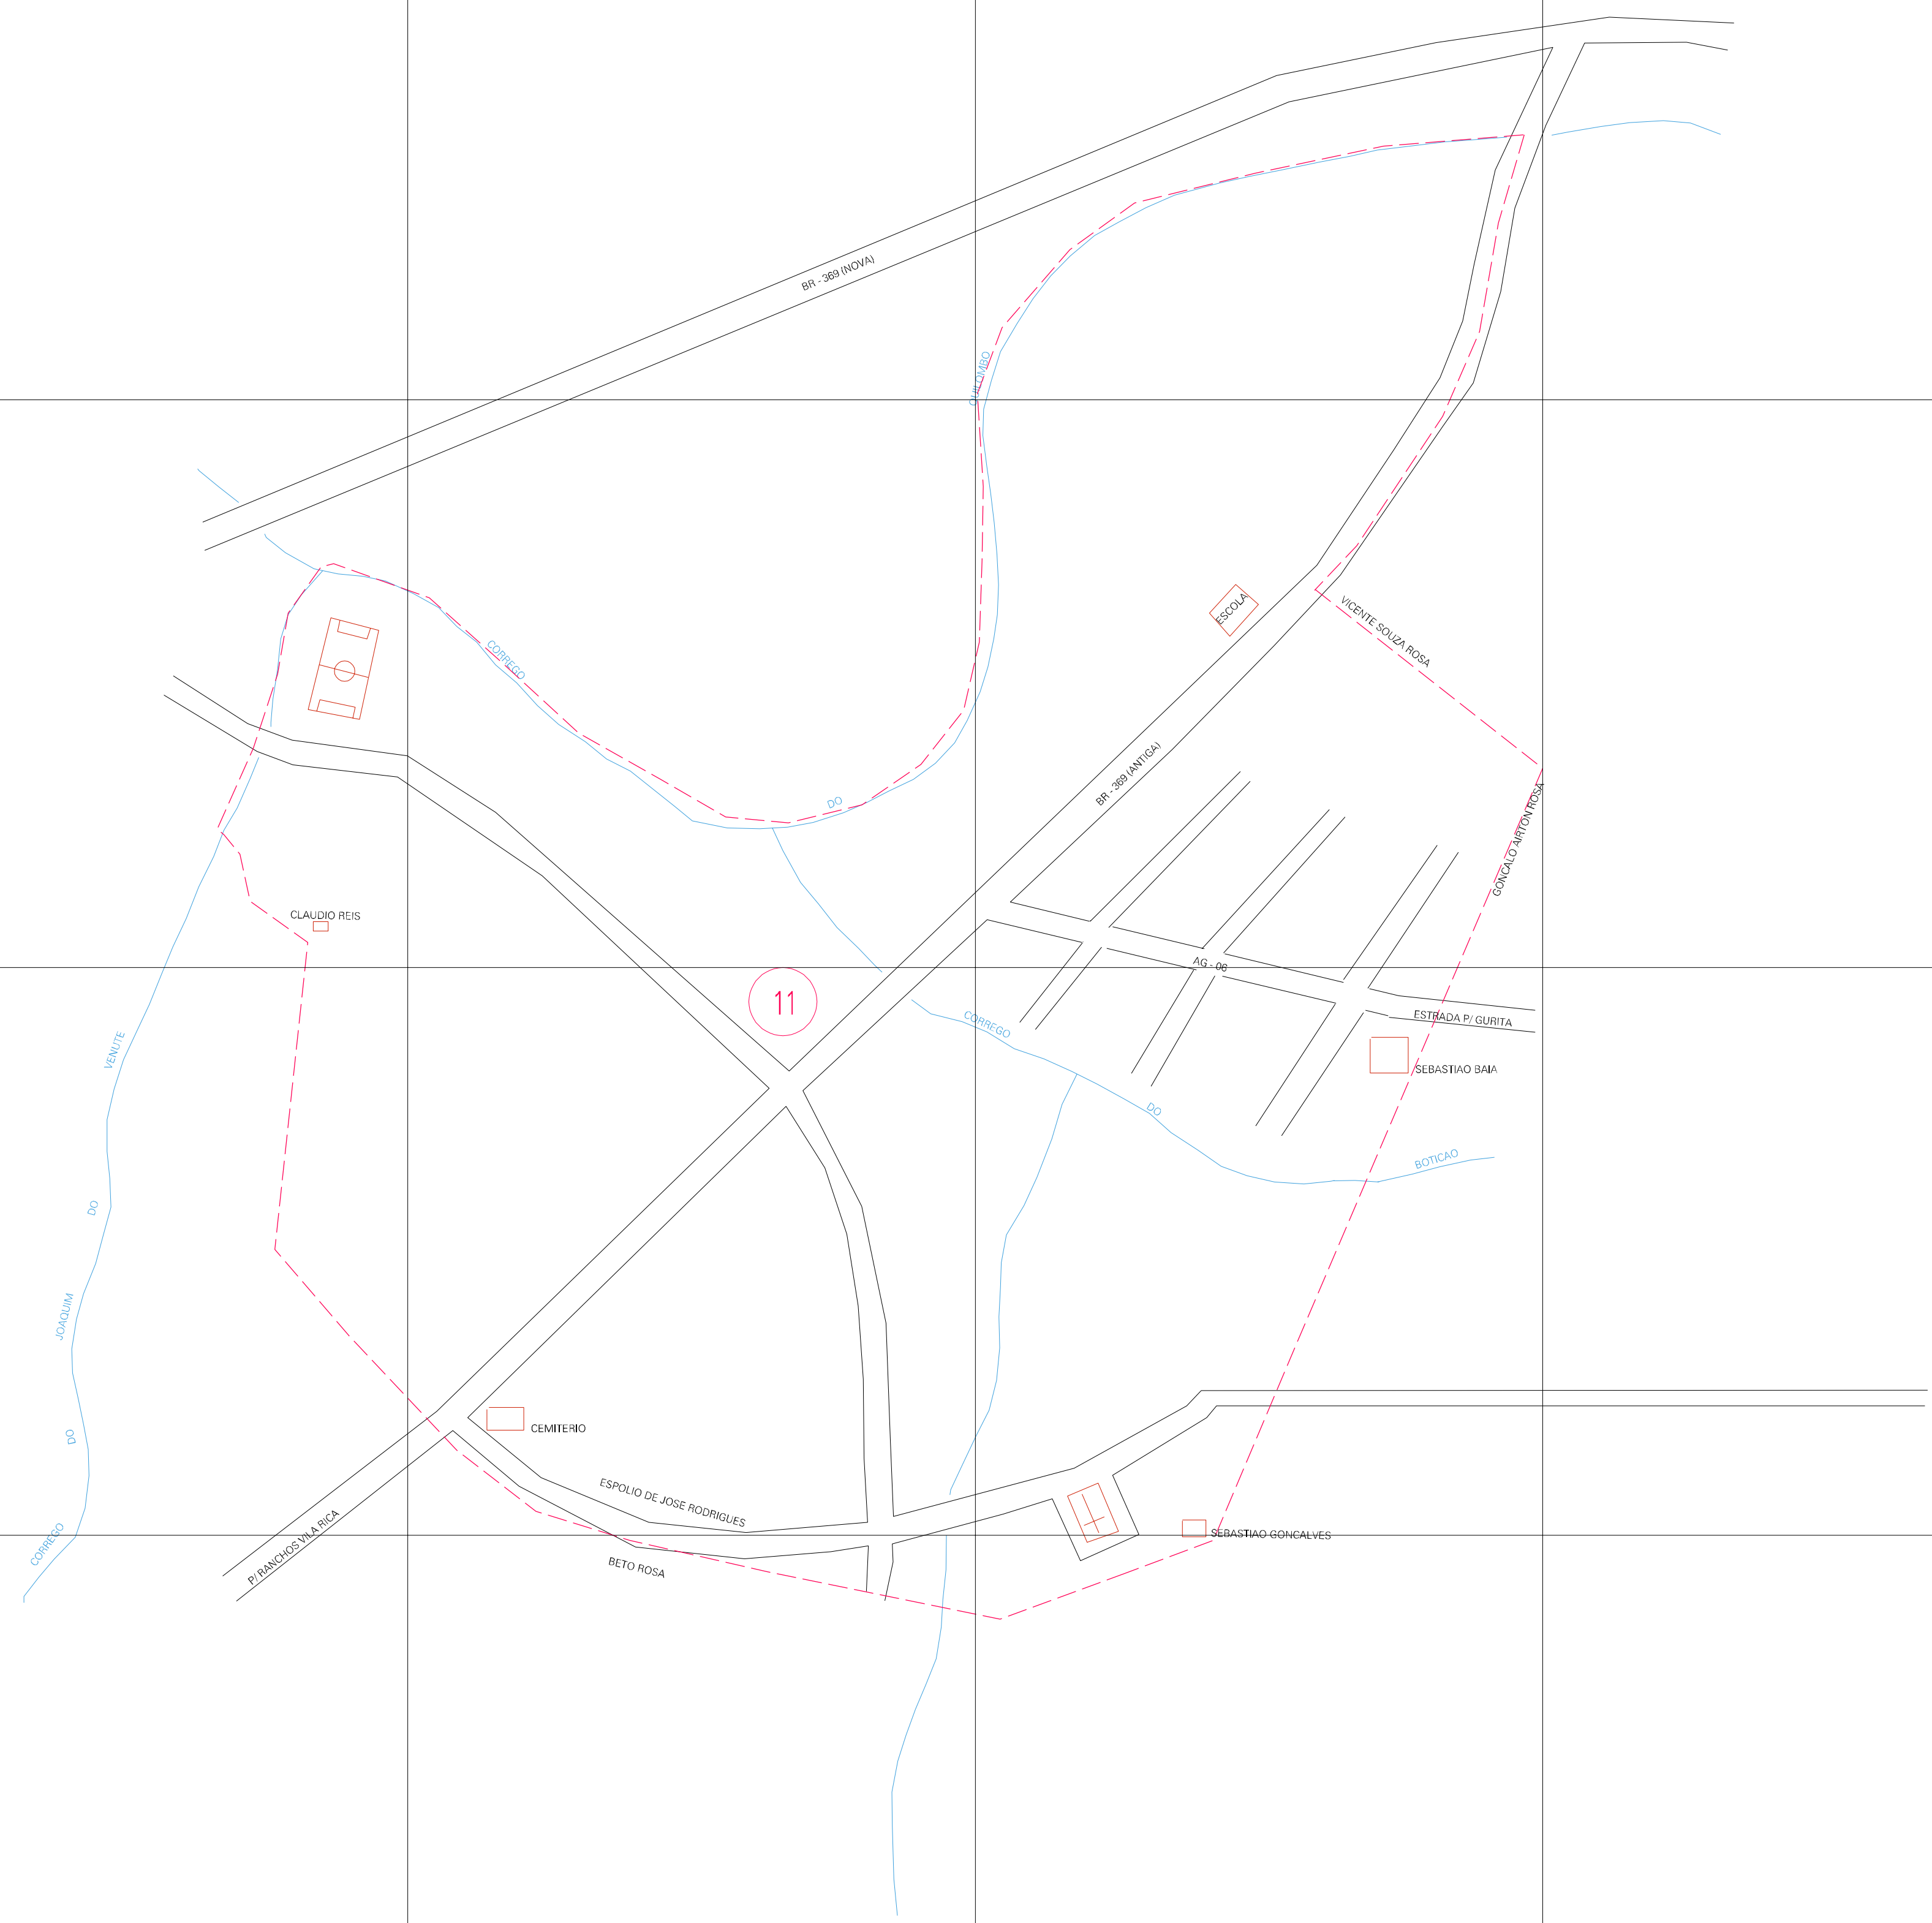 BR - 369 (NOVA)
QUILOMBO
ESCOLA
VICENTE SOUZA ROSA
CORREGO
DO
BR - 369 (ANTIGA)
GONCALO AIRTON ROSA
CLAUDIO REIS
AG - 06
11
CORREGO
ESTRADA P/ GURITA
VENUTE
SEBASTIAO BAIA
DO
BOTICAO
DO
JOAQUIM
CEMITERIO
DO
ESPOLIO DE JOSE RODRIGUES
P/ RANCHOS VILA RICA
CORREGO
SEBASTIAO GONCALVES
BETO ROSA